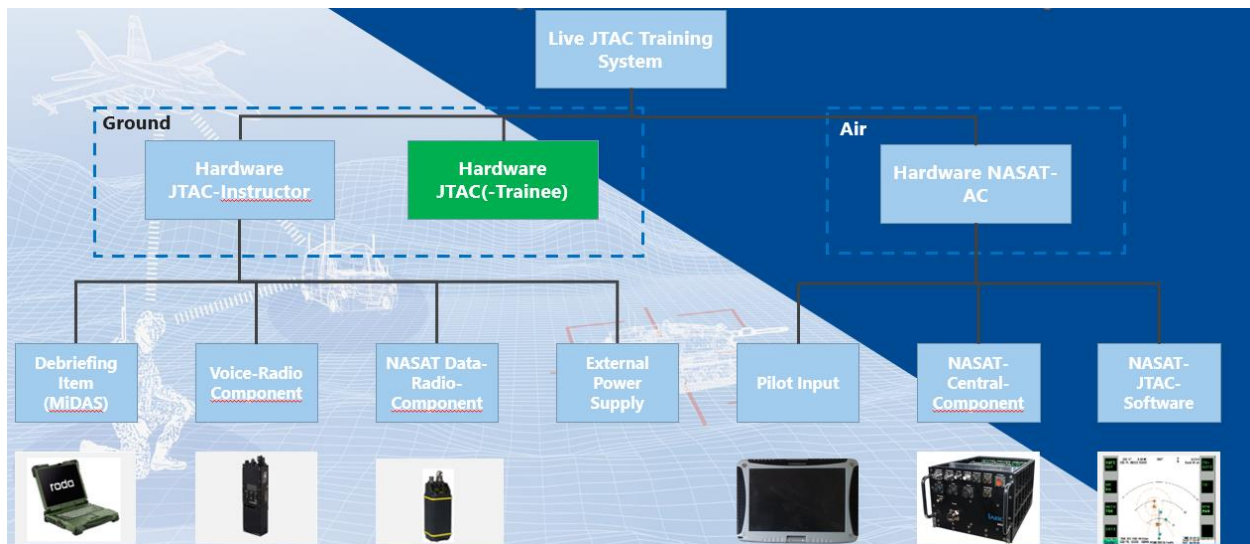 Live JTAC Training
System
Ground
Air
Hardware
JTAC-Instructor
Hardware
JTAC(-Trainee)
Hardware NASAT-
AC
Debriefing
Item
(MiDAS)
Voice-Radio
Component
NASAT Data-
Radio-
Component
External
Power
Supply
Pilot Input
NASAT-
Central-
Component
NASAT-
JTAC-
Software
roda